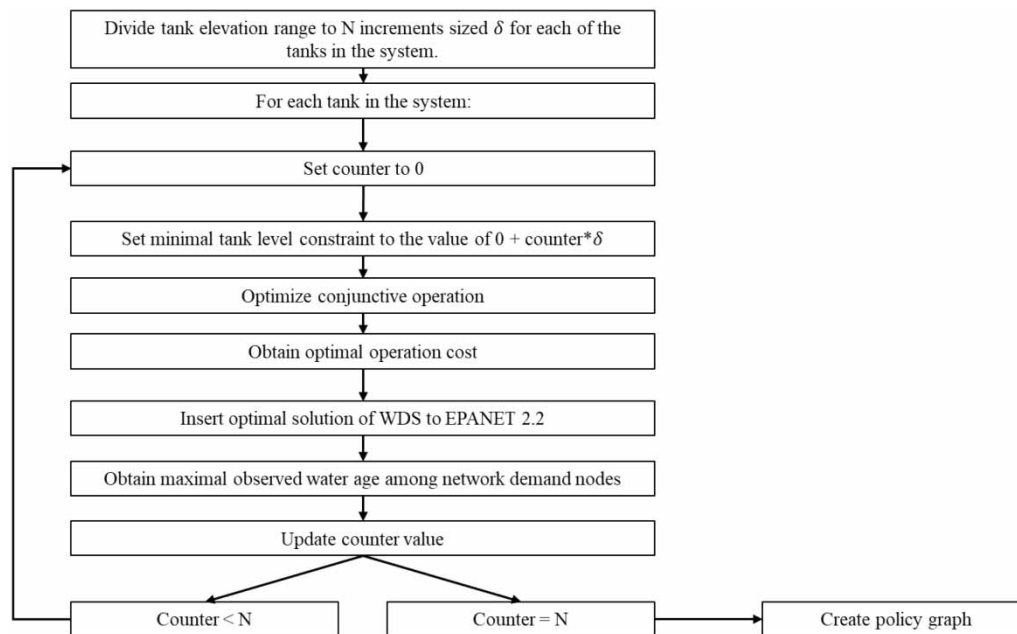 Divide tank elevation range to N increments sized δ for each of the
tanks in the system.
For each tank in the system:
Set counter to 0
Set minimal tank level constraint to the value of 0 + counter*δ
Optimize conjunctive operation
Obtain optimal operation cost
Insert optimal solution of WDS to EPANET 2.2
Obtain maximal observed water age among network demand nodes
Update counter value
Counter < N
Counter = N
Create policy graph